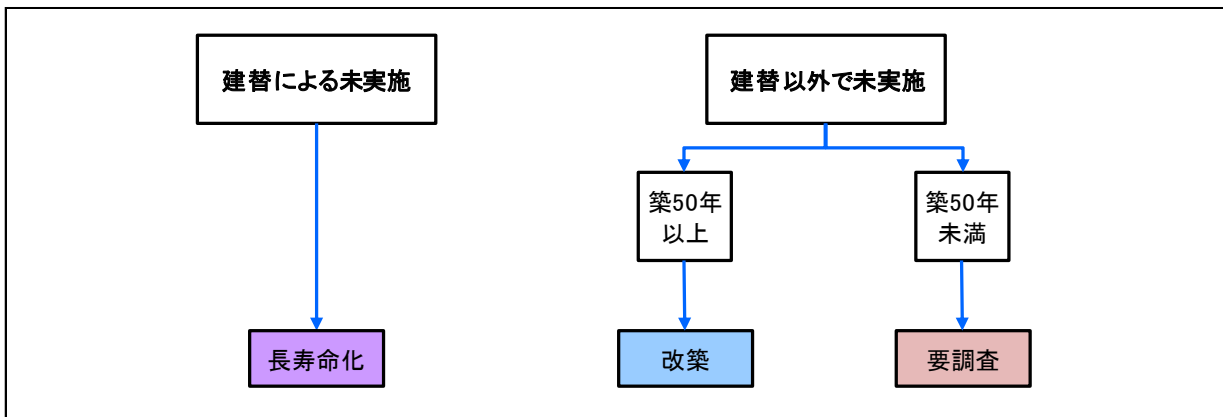 建替による未実施
建替以外で未実施
築50年
以上
築50年
未満
長寿命化
改築
要調査